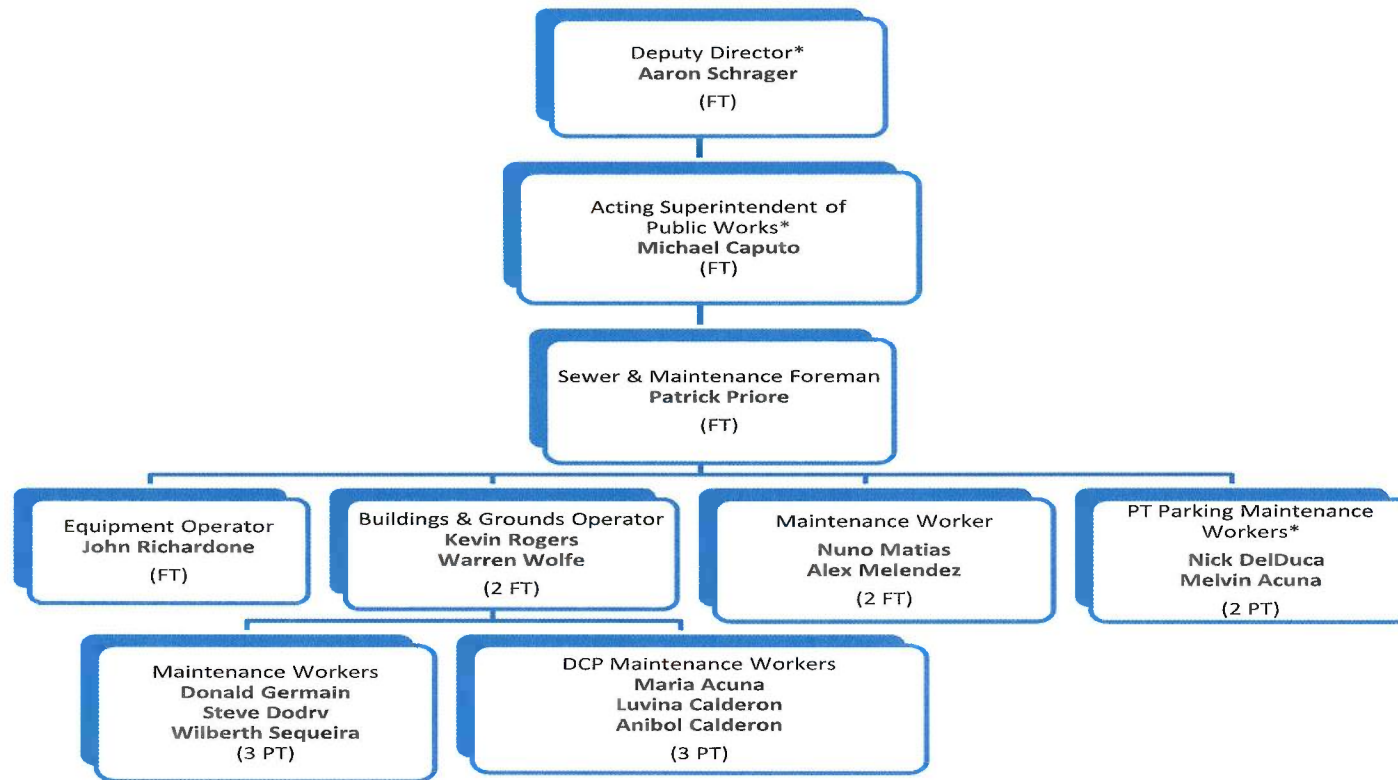 Deputy Director*
Aaron Schrager
(FT)
Acting Superintendent of
Public Works*
Michael Caputo
(FT)
Sewer & Maintenance Foreman
Patrick Priore
(FT)
Equipment Operator
John Richardone
(FT)
Buildings & Grounds Operator
Kevin Rogers
Warren Wolfe
(2 FT)
Maintenance Worker
Nuno Matias
Alex Melendez
(2 FT)
PT Parking Maintenance
Workers*
Nick DelDuca
Melvin Acuna
(2 PT)
Maintenance Workers
Donald Germain
Steve Dodrv
Wilberth Sequeira
(3 PT)
DCP Maintenance Workers
Maria Acuna
Luvina Calderon
Anibol Calderon
(3 PT)